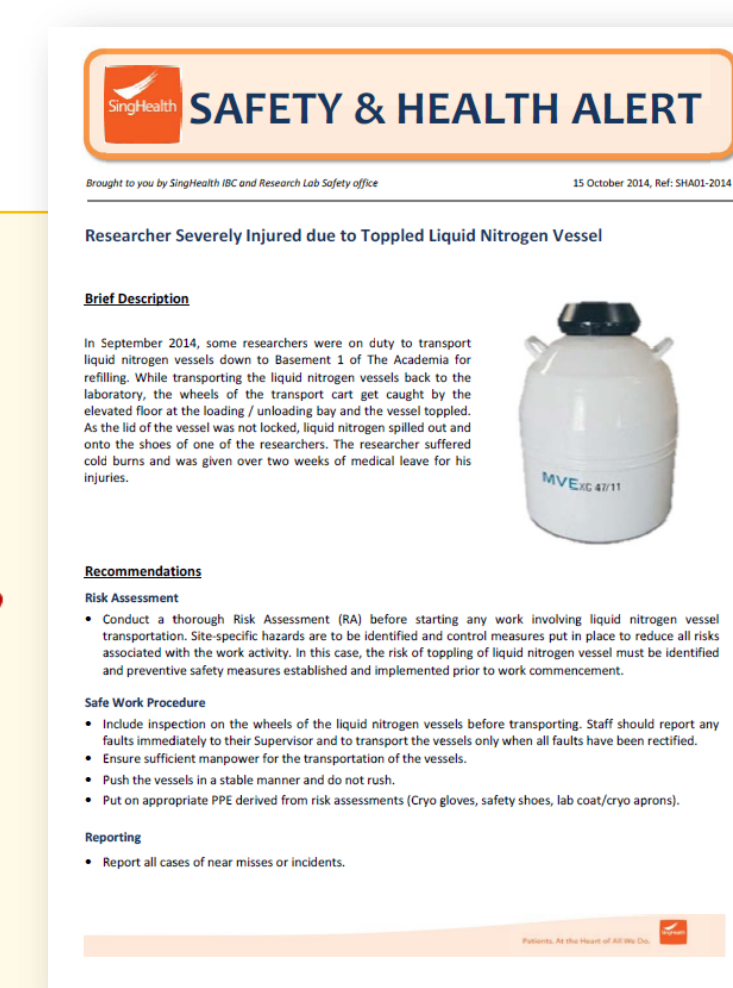 SingHealth
SAFETY & HEALTH ALERT
Brought to you by SingHealth IBC and Research Lab Safety office
15 October 2014, Ref: SHA01-2014
Researcher Severely Injured due to Toppled Liquid Nitrogen Vessel
Brief Description
In September 2014, some researchers were on duty to transport
liquid nitrogen vessels down to Basement 1 of The Academia for
refilling. While transporting the liquid nitrogen vessels back to the
laboratory, the wheels of the transport cart get caught by the
elevated floor at the loading / unloading bay and the vessel toppled.
As the lid of the vessel was not locked, liquid nitrogen spilled out and
onto the shoes of one of the researchers. The researcher suffered
cold burns and was given over two weeks of medical leave for his
injuries.
MVE XC 47/11
Recommendations
Risk Assessment
• Conduct a thorough Risk Assessment (RA) before starting any work involving liquid nitrogen vessel
transportation. Site-specific hazards are to be identified and control measures put in place to reduce all risks
associated with the work activity. In this case, the risk of toppling of liquid nitrogen vessel must be identified
and preventive safety measures established and implemented prior to work commencement.
Safe Work Procedure
• Include inspection on the wheels of the liquid nitrogen vessels before transporting. Staff should report any
faults immediately to their Supervisor and to transport the vessels only when all faults have been rectified.
• Ensure sufficient manpower for the transportation of the vessels.
• Push the vessels in a stable manner and do not rush.
• Put on appropriate PPE derived from risk assessments (Cryo gloves, safety shoes, lab coat/cryo aprons).
Reporting
• Report all cases of near misses or incidents.
Patients. At the Heart of All We Do.
SingHealth